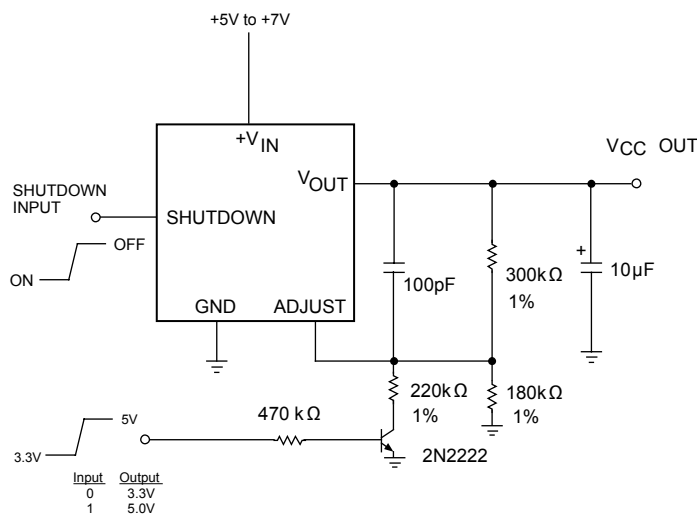 +5V to +7V
+VIN
VCC OUT
VOUT
SHUTDOWN
INPUT
SHUTDOWN
OFF
ON
+
100pF
300kΩ
1%
10µF
GND
ADJUST
220kΩ
1%
180kΩ
1%
470 kΩ
5V
3.3V
2N2222
Input Output
0 3.3V
1 5.0V